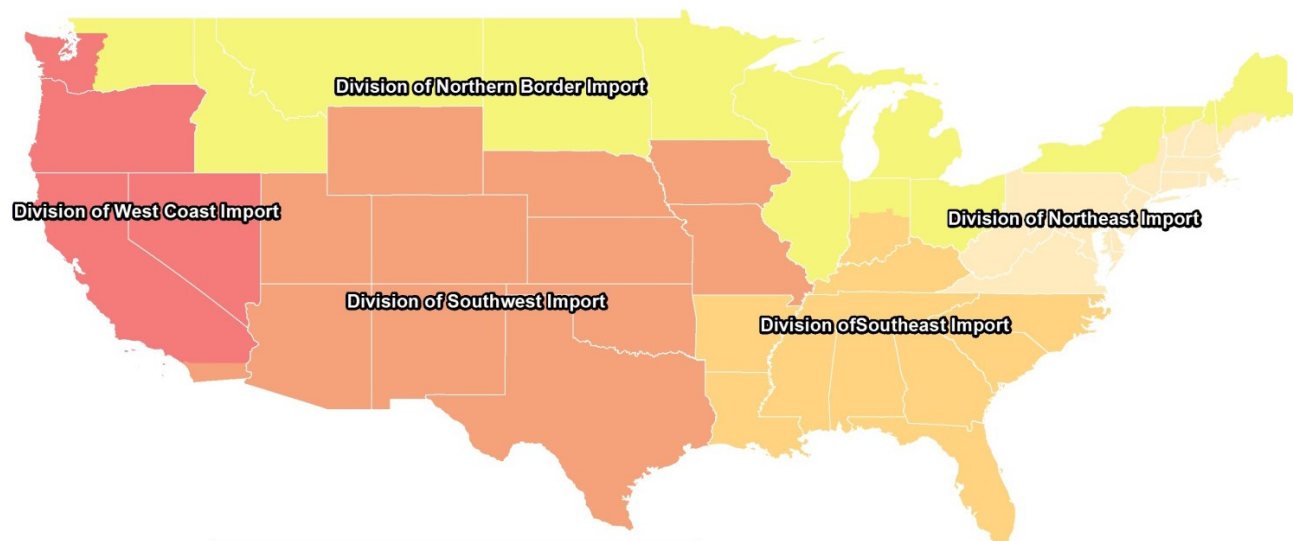 Division of Northern Border Import
Division of West Coast Import
Division of Northeast Import
Division of Southwest Import
Division ofSoutheast Import